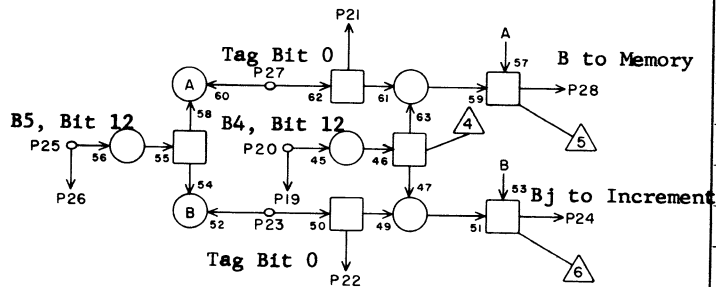 P21
Tag Bit 0
A
B to Memory
P27
A
60
62
61
59
57
P28
58
63
B5, Bit 12
B4, Bit 12
4
5
P25
56
55
P20
45
46
P26
54
P19
47
B
53
Bj to Increment
B
52
P23
50
49
51
P24
Tag Bit 0
P22
6